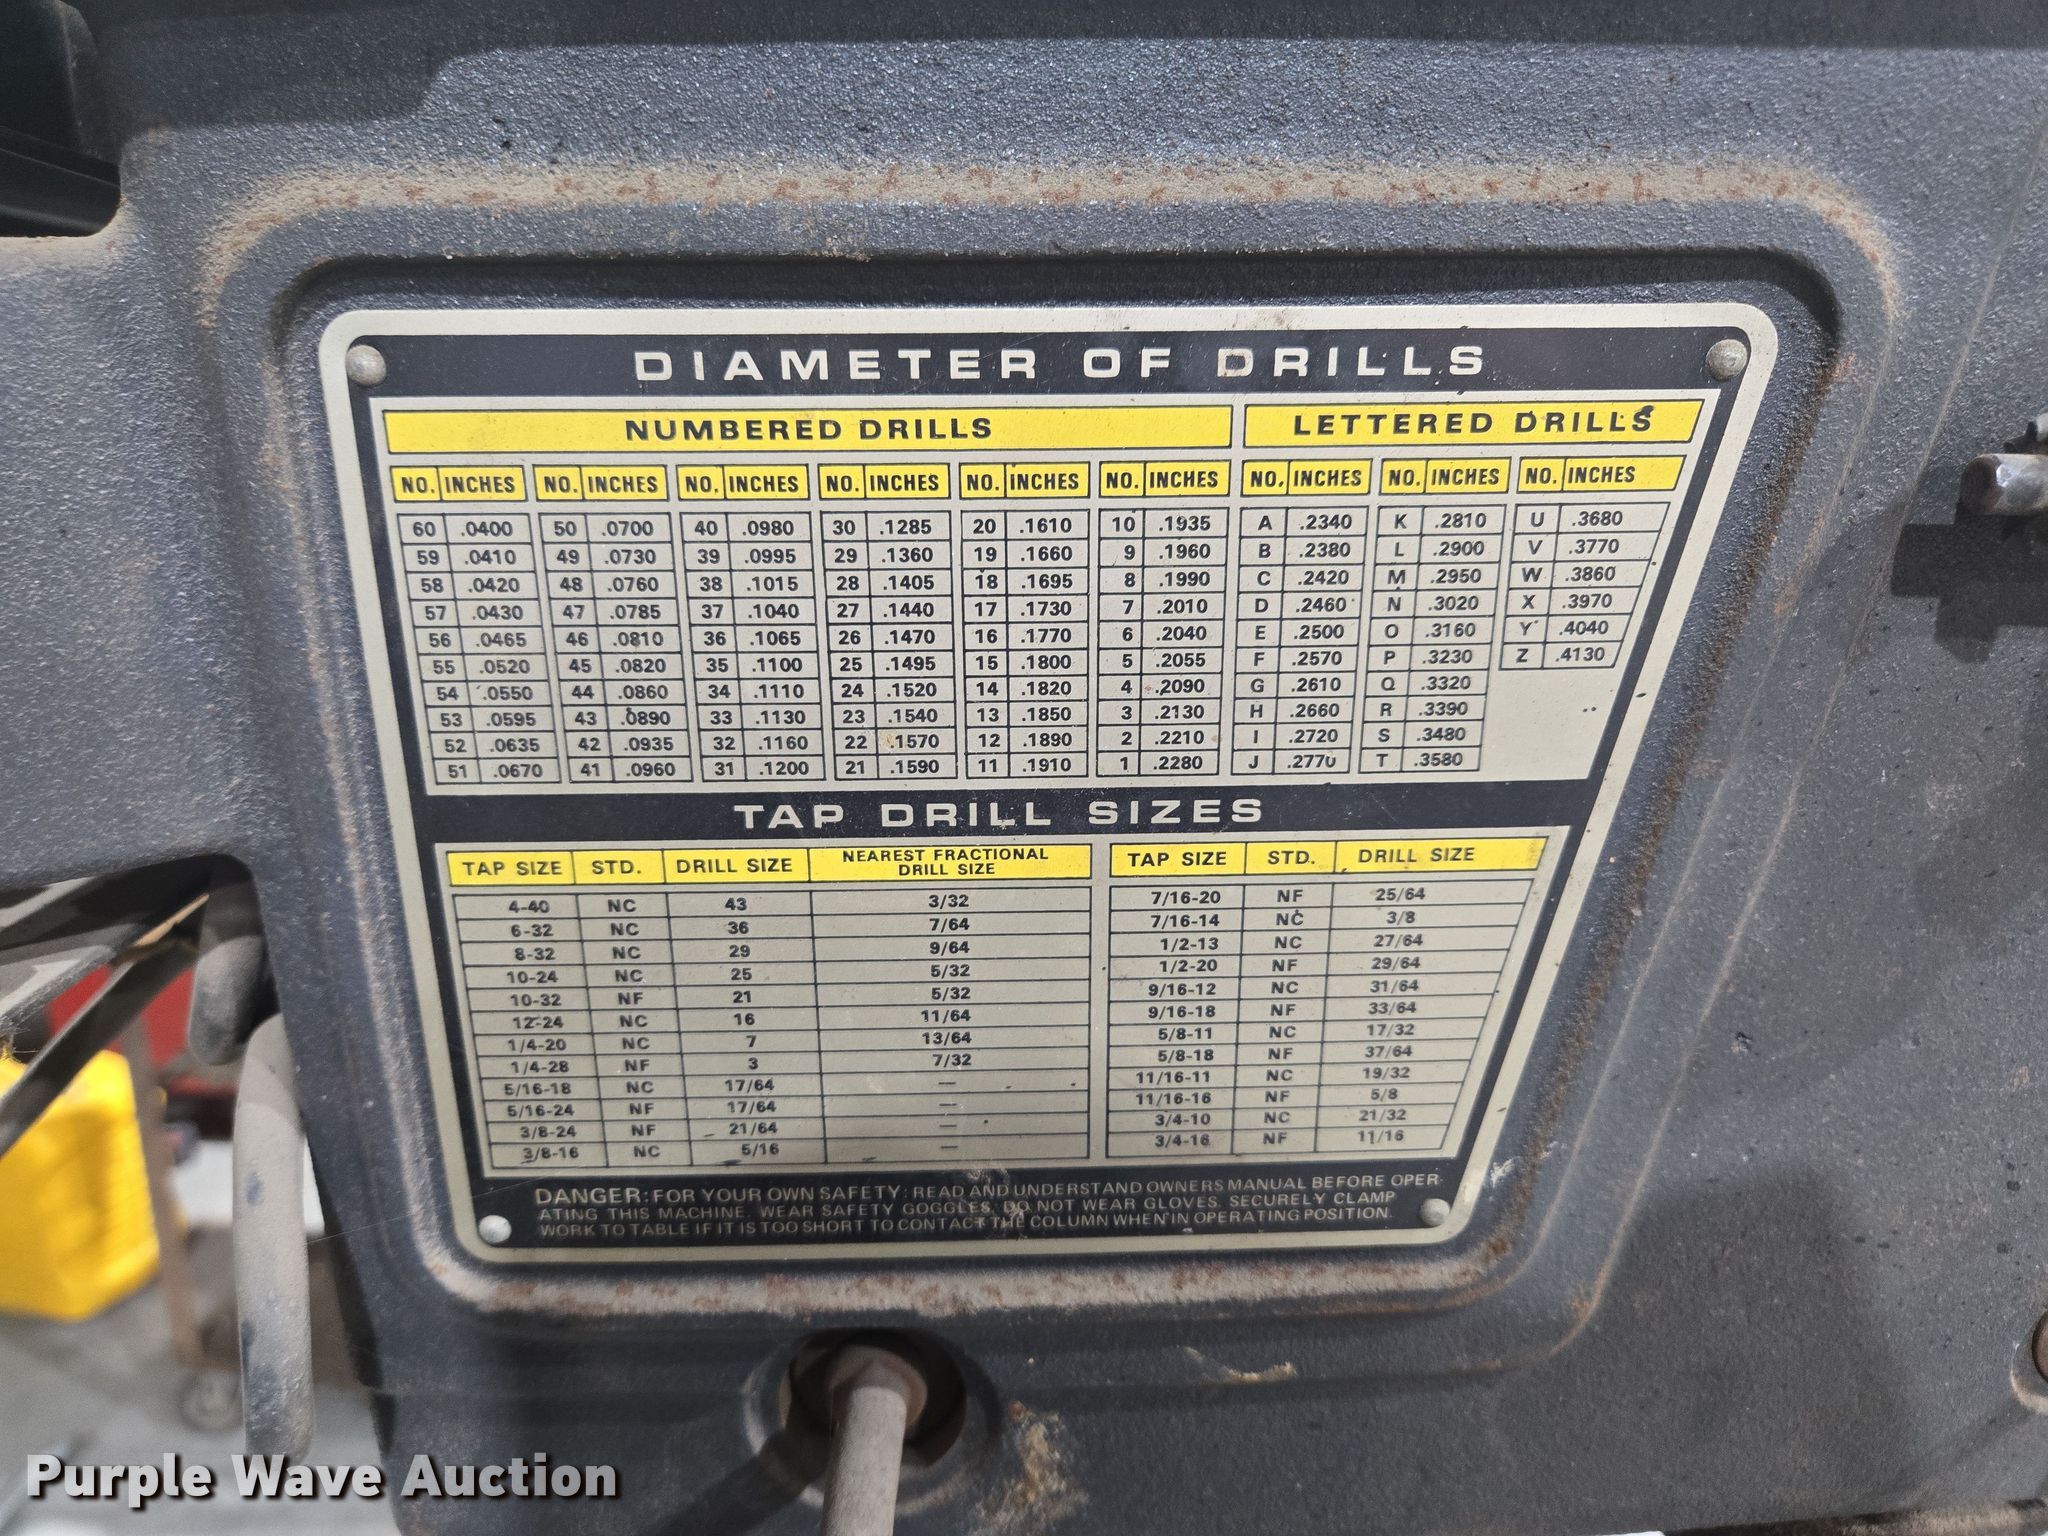 DIAMETER OF DRILLS
NUMBERED DRILLS LETTERED DRILLS
NO. INCHES NO. INCHES NO. INCHES NO. INCHES NO. INCHES NO. INCHES NO. INCHES NO. INCHES NO. INCHES
60 .0400 50 .0700 40 .0980 30 .1285 20 .1610 10 .1935 A .2340 K .2810 U .3680
59 .0410 49 .0730 39 .0995 29 .1360 19 .1660 9 .1960 B .2380 L .2900 V .3770
58 .0420 48 .0760 38 .1015 28 .1405 18 .1695 8 .1990 C .2420 M .2950 W .3860
57 .0430 47 .0785 37 .1040 27 .1440 17 .1730 7 .2010 D .2460 N .3020 X .3970
56 .0465 46 .0810 36 .1065 26 .1470 16 .1770 6 .2040 E .2500 O .3160 Y .4040
55 .0520 45 .0820 35 .1100 25 .1495 15 .1800 5 .2055 F .2570 P .3230 Z .4130
54 .0550 44 .0860 34 .1110 24 .1520 14 .1820 4 .2090 G .2610 Q .3320
53 .0595 43 .0890 33 .1130 23 .1540 13 .1850 3 .2130 H .2660 R .3390
52 .0635 42 .0935 32 .1160 22 .1570 12 .1890 2 .2210 I .2720 S .3480
51 .0670 41 .0960 31 .1200 21 .1590 11 .1910 1 .2280 J .2770 T .3580
TAP DRILL SIZES
TAP SIZE STD. DRILL SIZE NEAREST FRACTIONAL DRILL SIZE TAP SIZE STD. DRILL SIZE
4-40 NC 43 3/32 7/16-20 NF 25/64
6-32 NC 36 7/64 7/16-14 NC 3/8
8-32 NC 29 9/64 1/2-13 NC 27/64
10-24 NC 25 5/32 1/2-20 NF 29/64
10-32 NF 21 5/32 9/16-12 NC 31/64
12-24 NC 16 11/64 9/16-18 NF 33/64
1/4-20 NC 7 13/64 5/8-11 NC 17/32
1/4-28 NF 3 7/32 5/8-18 NF 37/64
5/16-18 NC 17/64 — 11/16-11 NC 19/32
5/16-24 NF 17/64 — 11/16-16 NF 5/8
3/8-24 NF 21/64 — 3/4-10 NC 21/32
3/8-16 NC 5/16 — 3/4-16 NF 11/16
DANGER: FOR YOUR OWN SAFETY: READ AND UNDERSTAND OWNERS MANUAL BEFORE OPER-
ATING THIS MACHINE. WEAR SAFETY GOGGLES. DO NOT WEAR GLOVES. SECURELY CLAMP
WORK TO TABLE IF IT IS TOO SHORT TO CONTACT THE COLUMN WHEN IN OPERATING POSITION.
Purple Wave Auction